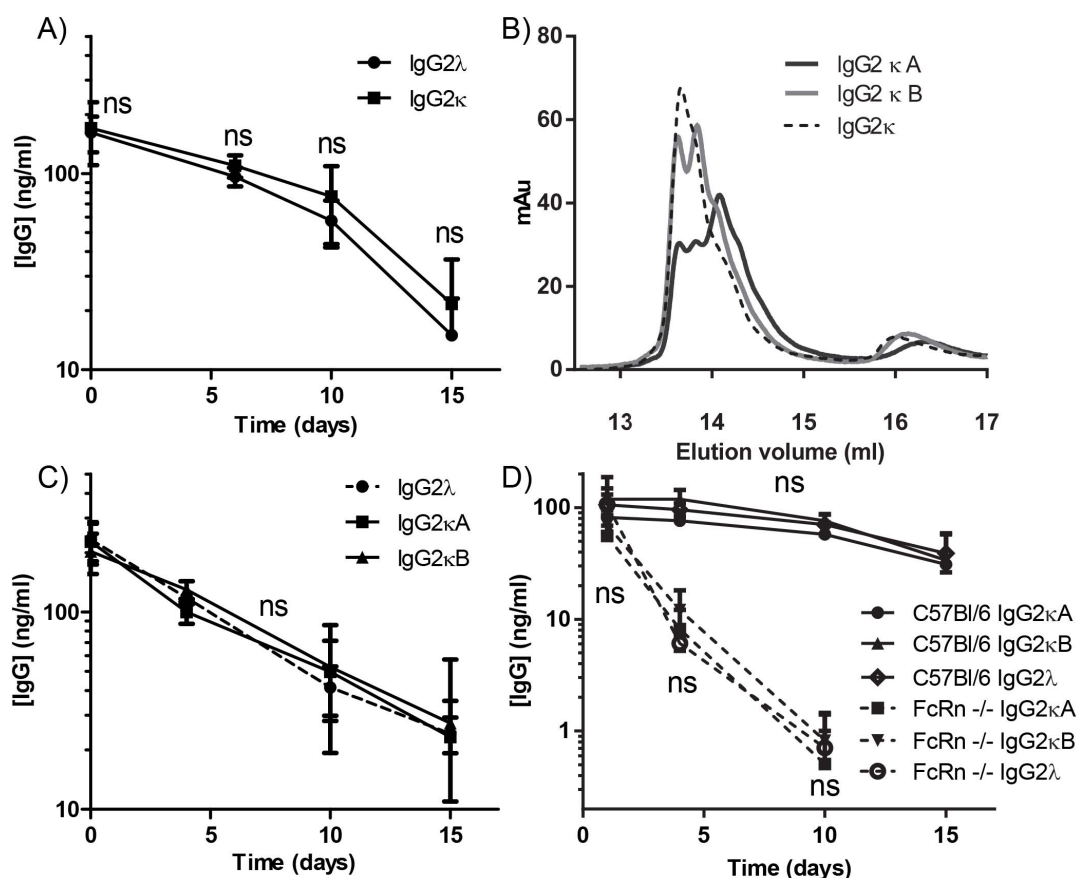 A)
IgG2λ
IgG2κ
ns
ns
ns
ns
[IgG] (ng/ml)
100
10
0 5 10 15
Time (days)
B)
80
60
40
20
0
mAu
IgG2 κ A
IgG2 κ B
IgG2κ
13 14 15 16 17
Elution volume (ml)
C)
IgG2λ
IgG2κA
IgG2κB
ns
[IgG] (ng/ml)
100
10
0 5 10 15
Time (days)
D)
ns
ns
ns
ns
[IgG] (ng/ml)
100
10
1
C57Bl/6 IgG2κA
C57Bl/6 IgG2κB
C57Bl/6 IgG2λ
FcRn -/- IgG2κA
FcRn -/- IgG2κB
FcRn -/- IgG2λ
0 5 10 15
Time (days)